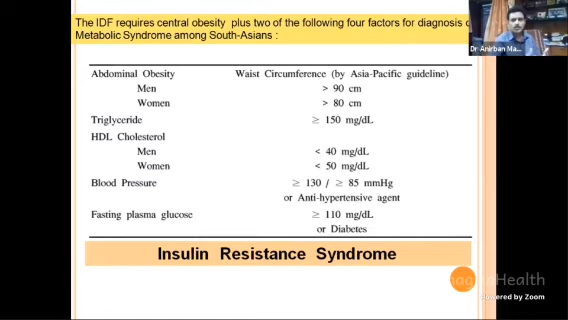 The IDF requires central obesity plus two of the following four factors for diagnosis
Metabolic Syndrome among South-Asians :
Dr Anirban Ma...
Abdominal Obesity Waist Circumference (by Asia-Pacific guideline)
Men > 90 cm
Women > 80 cm
Triglyceride ≥ 150 mg/dL
HDL Cholesterol
Men < 40 mg/dL
Women < 50 mg/dL
Blood Pressure ≥ 130 / ≥ 85 mmHg
or Anti-hypertensive agent
Fasting plasma glucose ≥ 110 mg/dL
or Diabetes
Insulin Resistance Syndrome
Health
Powered by Zoom